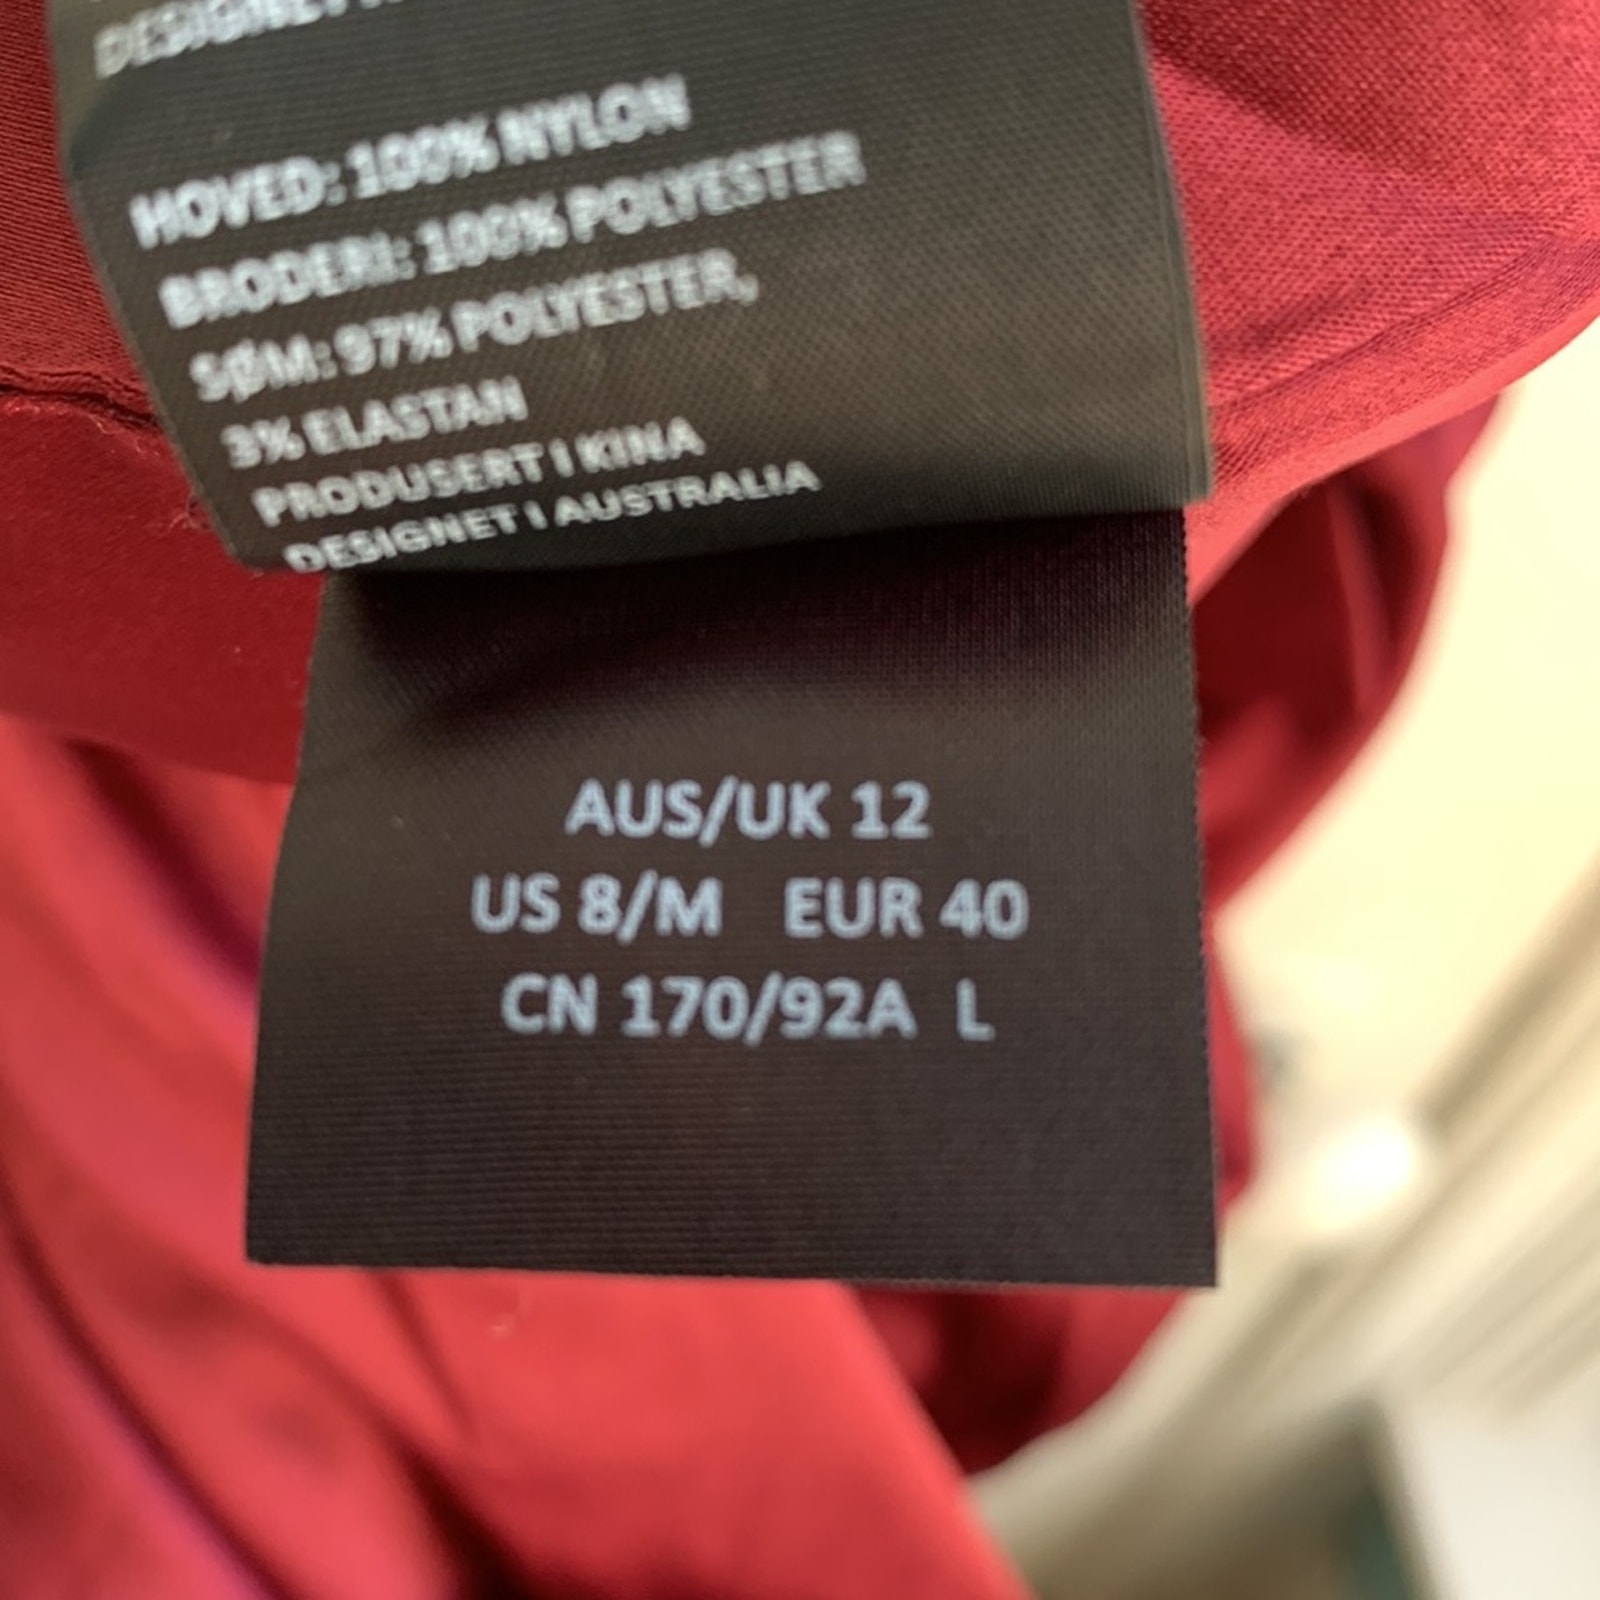 HOVED: 100% NYLON
BRODERI: 100% POLYESTER
SØM: 97% POLYESTER,
3% ELASTAN
PRODUSERT I KINA
DESIGNET I AUSTRALIA
AUS/UK 12
US 8/M EUR 40
CN 170/92A L